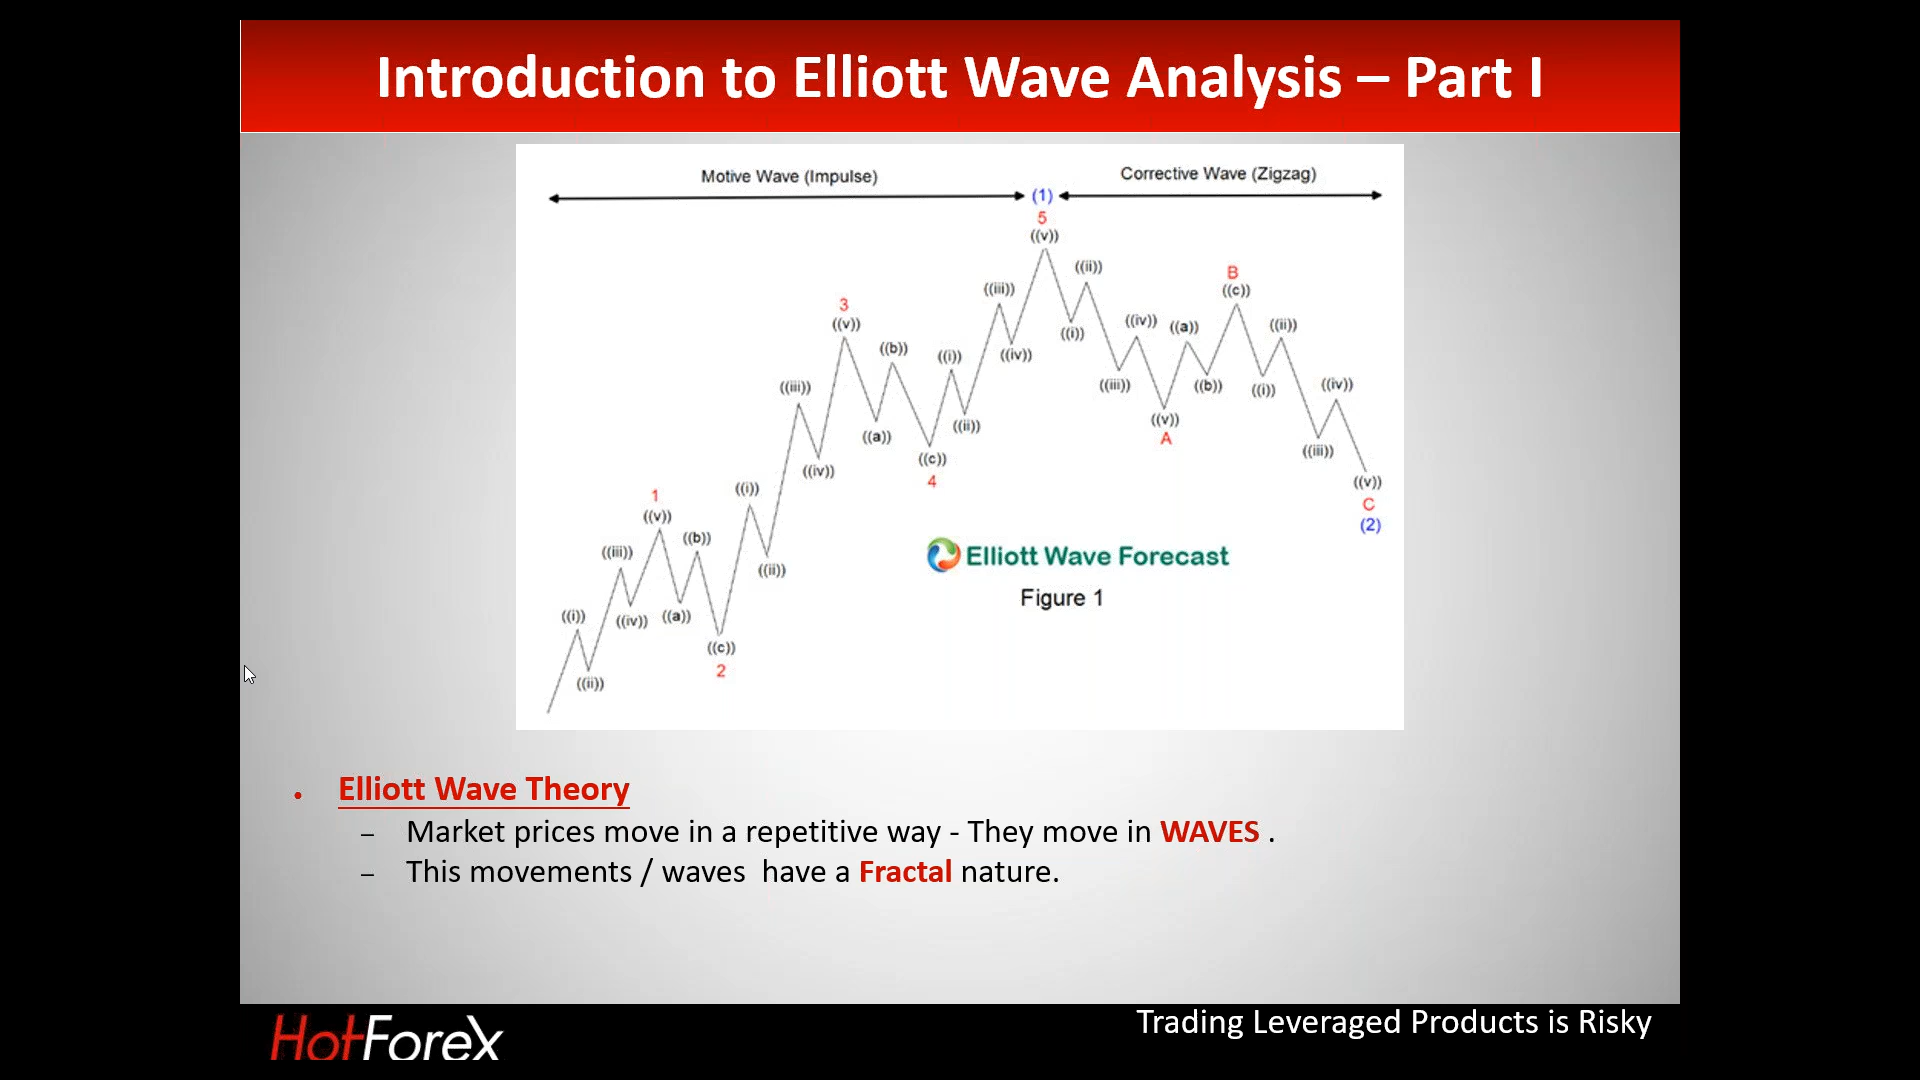 Introduction to Elliott Wave Analysis – Part I
Motive Wave (Impulse)
Corrective Wave (Zigzag)
(1)
5
((v))
((ii))
B
((c))
((iii))
3
((v))
((iv))
((a))
((ii))
((i))
((b))
((i))
((iv))
((iii))
((iii))
((b))
((i))
((iv))
((v))
A
((a))
((ii))
((iii))
((c))
4
((iv))
((v))
C
(2)
((i))
1
((v))
((b))
((iii))
((ii))
Elliott Wave Forecast
Figure 1
((i))
((iv))
((a))
((c))
2
((ii))
• Elliott Wave Theory
– Market prices move in a repetitive way - They move in WAVES .
– This movements / waves have a Fractal nature.
HotForex
Trading Leveraged Products is Risky